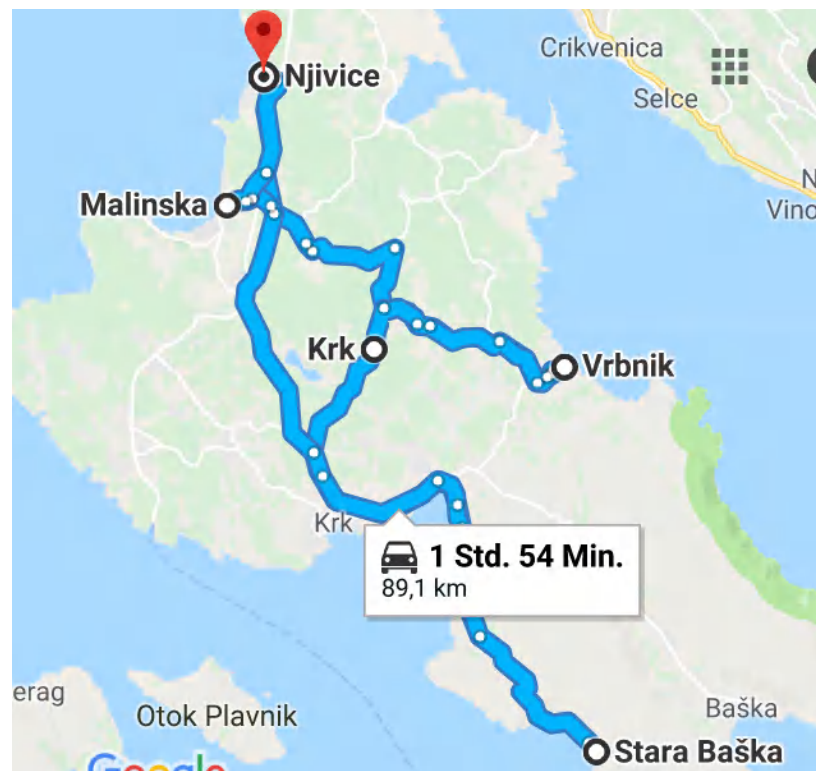 Crikvenica
Njivice
Selce
N
Malinska
Vino
Krk
Vrbnik
Krk
1 Std. 54 Min.
89,1 km
erag
Otok Plavnik
Baška
Stara Baška
Google